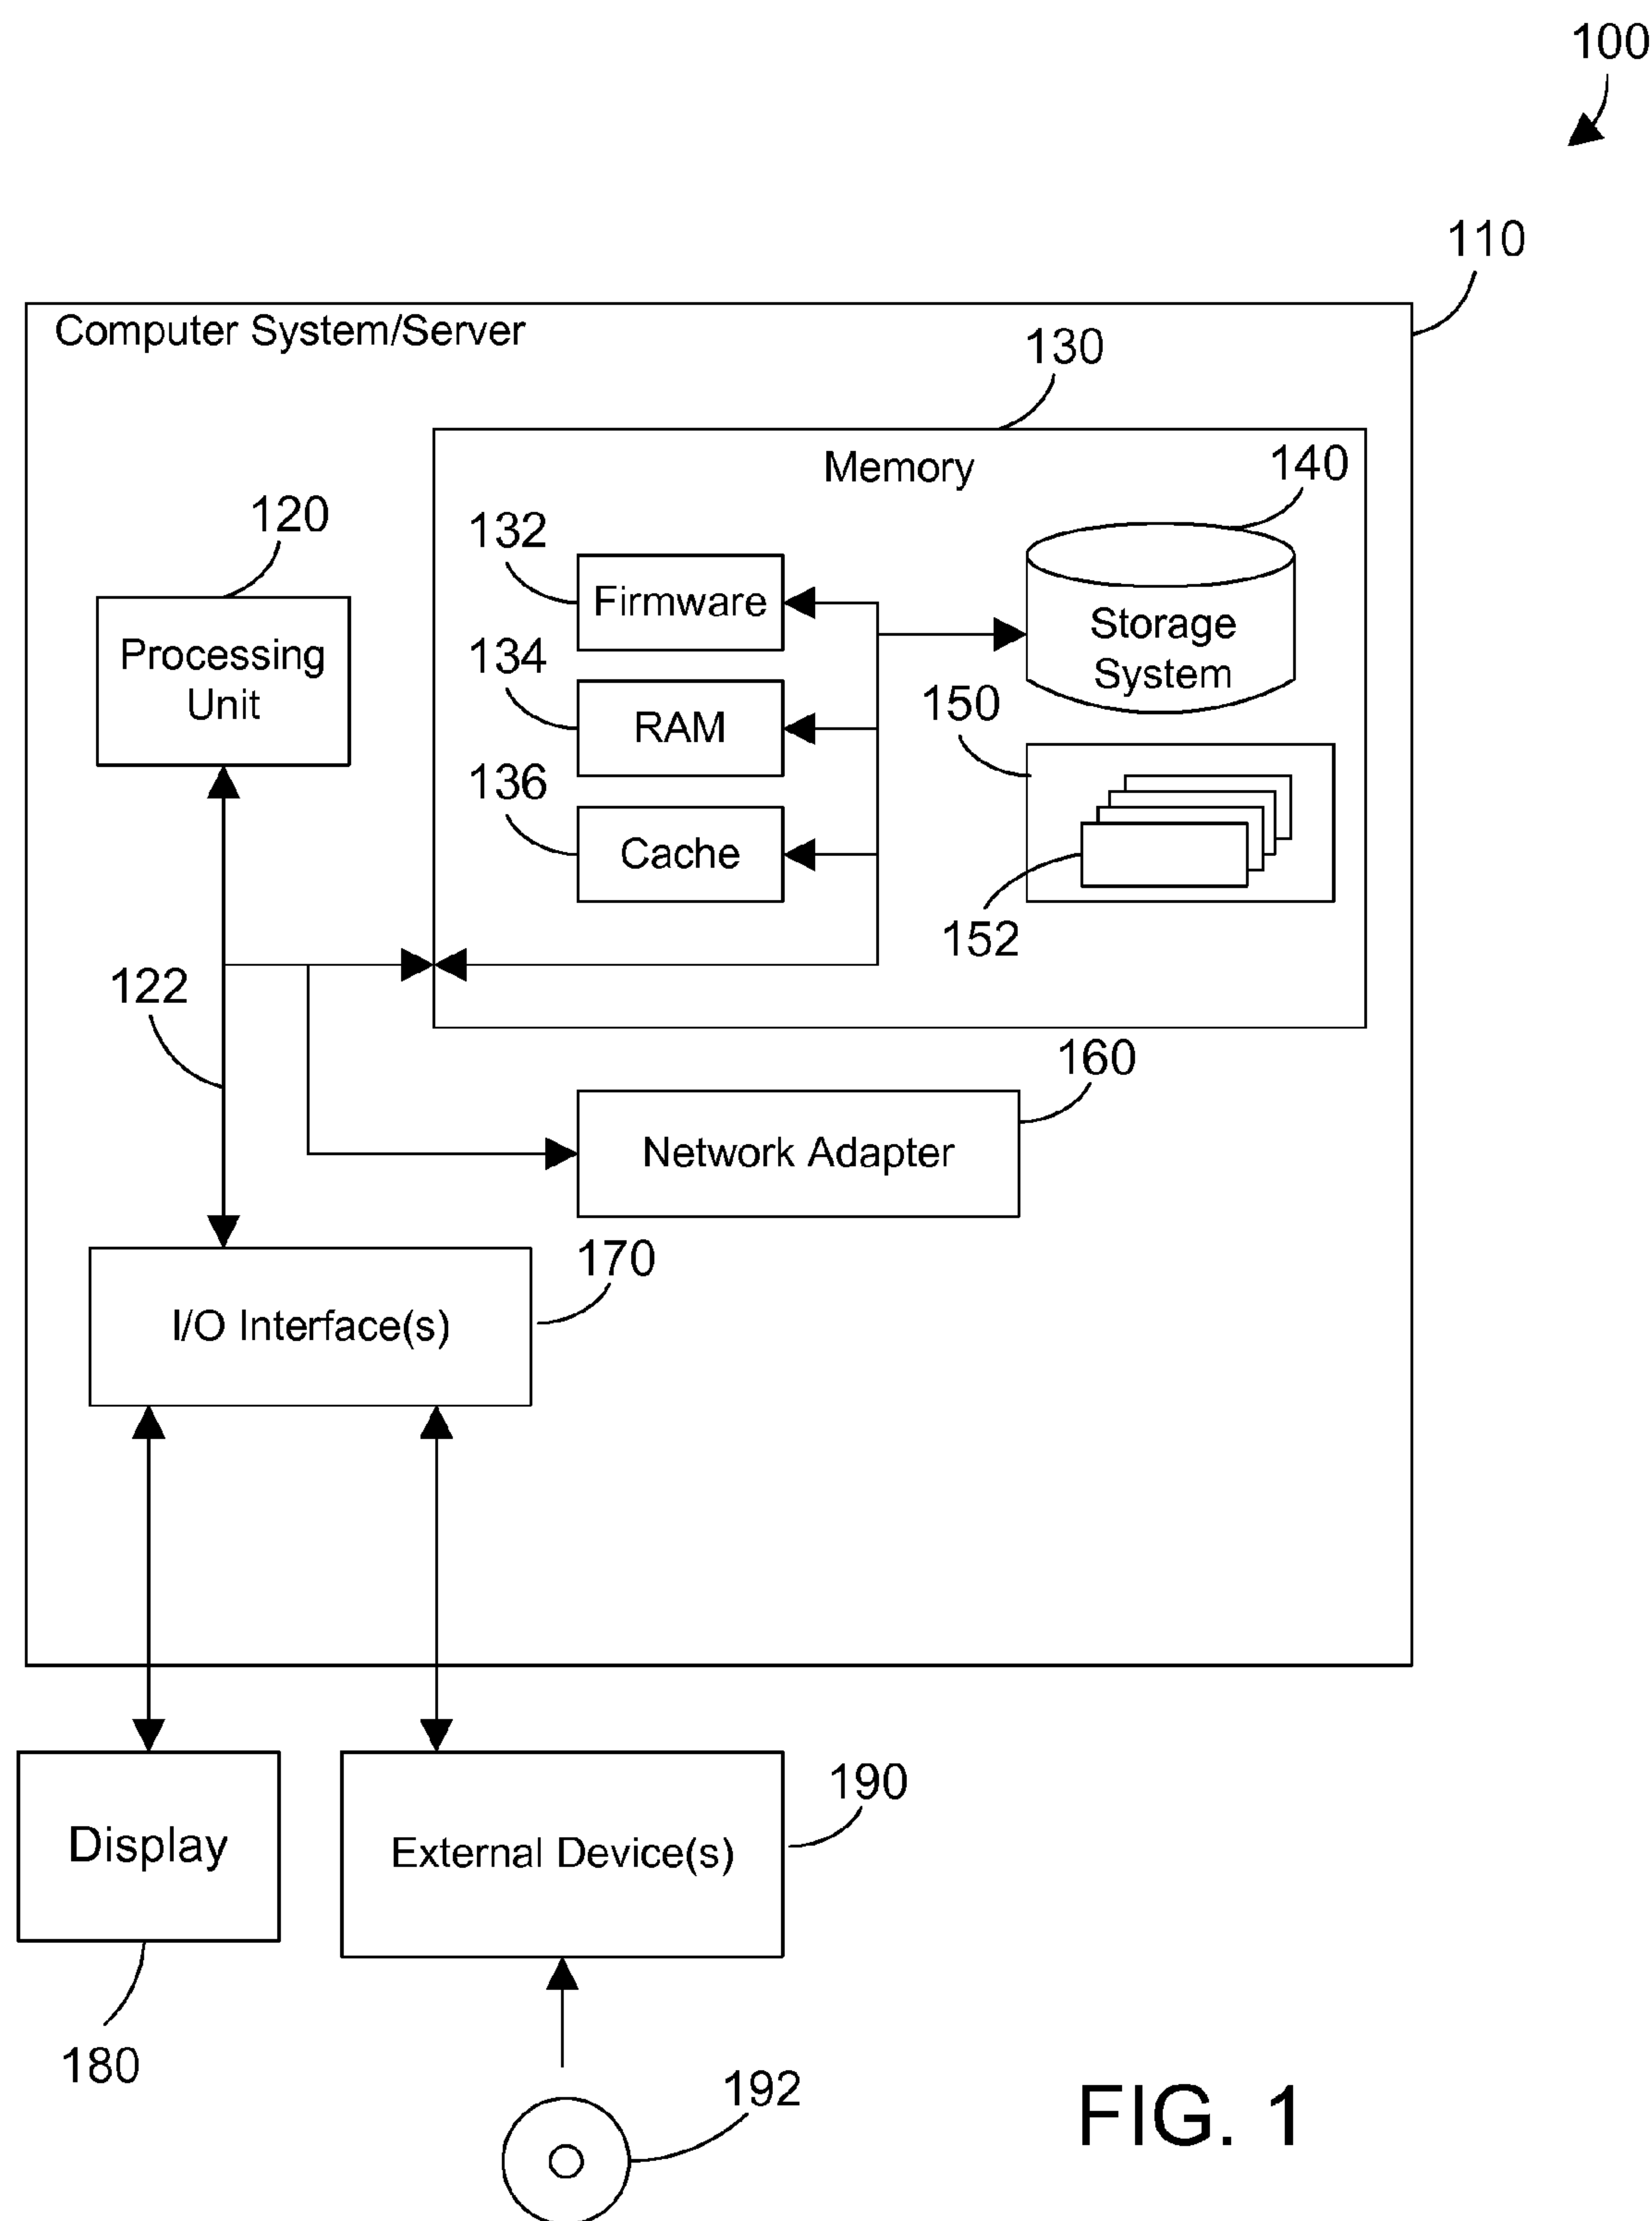 100
110
Computer System/Server
130
Memory
140
120
132
Firmware
Storage
System
Processing
Unit
134
RAM
150
136
Cache
152
122
160
Network Adapter
170
I/O Interface(s)
190
Display
External Device(s)
180
192
FIG. 1